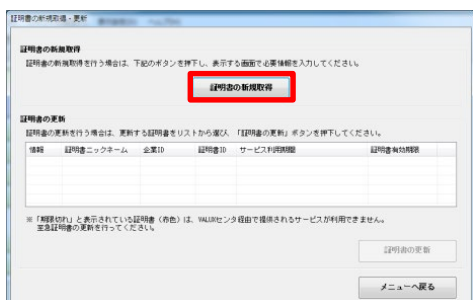 証明書の新規取得・更新
証明書の新規取得
証明書の新規取得を行う場合は、下記のボタンを押下し、表示する画面で必要情報を入力してください。
証明書の新規取得
証明書の更新
証明書の更新を行う場合は、更新する証明書をリストから選び、「証明書の更新」ボタンを押下してください。
情報 証明書ニックネーム 企業ID 証明書ID サービス利用期間 証明書有効期限
※「期限切れ」と表示されている証明書（赤色）は、VALUXセンタ経由で提供されるサービスが利用できません。
至急証明書の更新を行ってください。
証明書の更新
メニューへ戻る